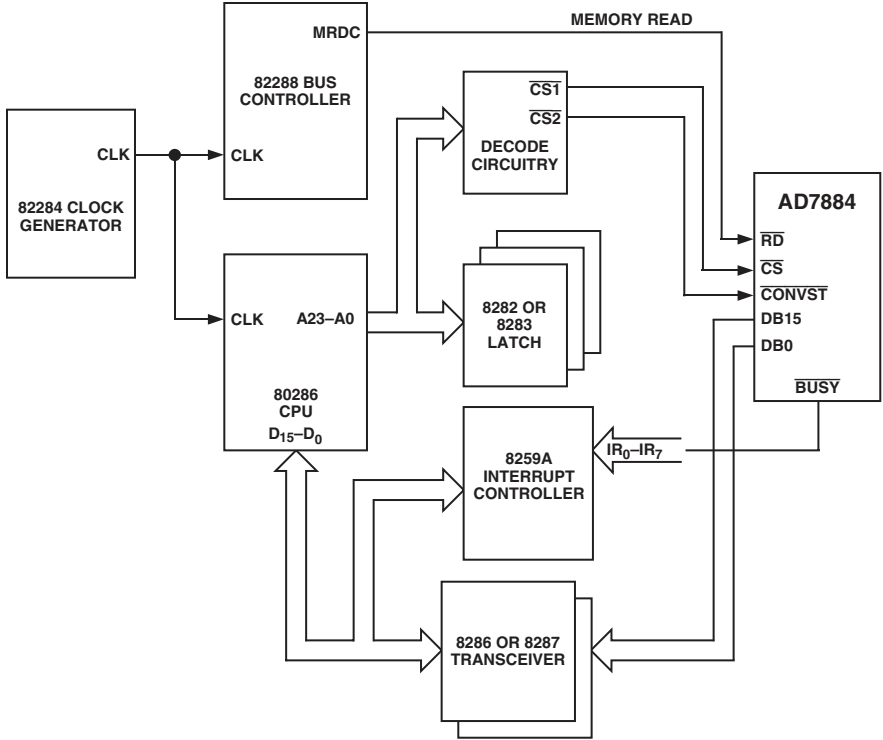 MEMORY READ
MRDC
82288 BUS
CONTROLLER
CLK
CLK
82284 CLOCK
GENERATOR
CS1
CS2
DECODE
CIRCUITRY
AD7884
RD
CS
CONVST
DB15
DB0
BUSY
CLK
A23–A0
80286
CPU
D15–D0
8282 OR
8283
LATCH
8259A
INTERRUPT
CONTROLLER
IR0–IR7
8286 OR 8287
TRANSCEIVER